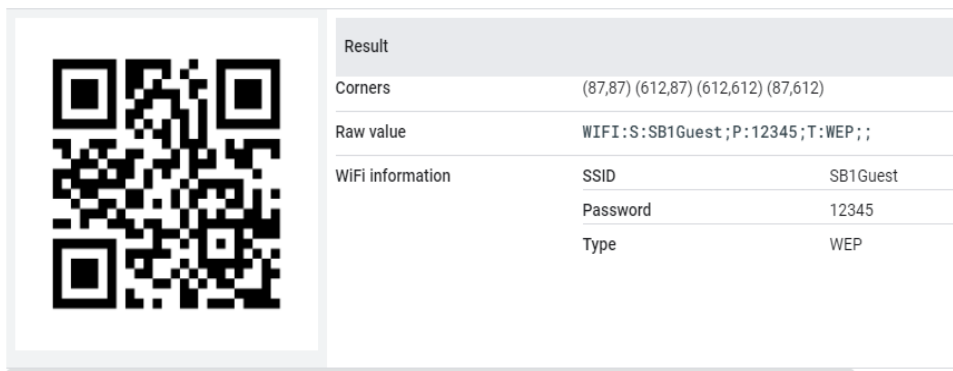 Result
Corners (87,87) (612,87) (612,612) (87,612)
Raw value WIFI:S:SB1Guest;P:12345;T:WEP;;
WiFi information SSID SB1Guest
Password 12345
Type WEP